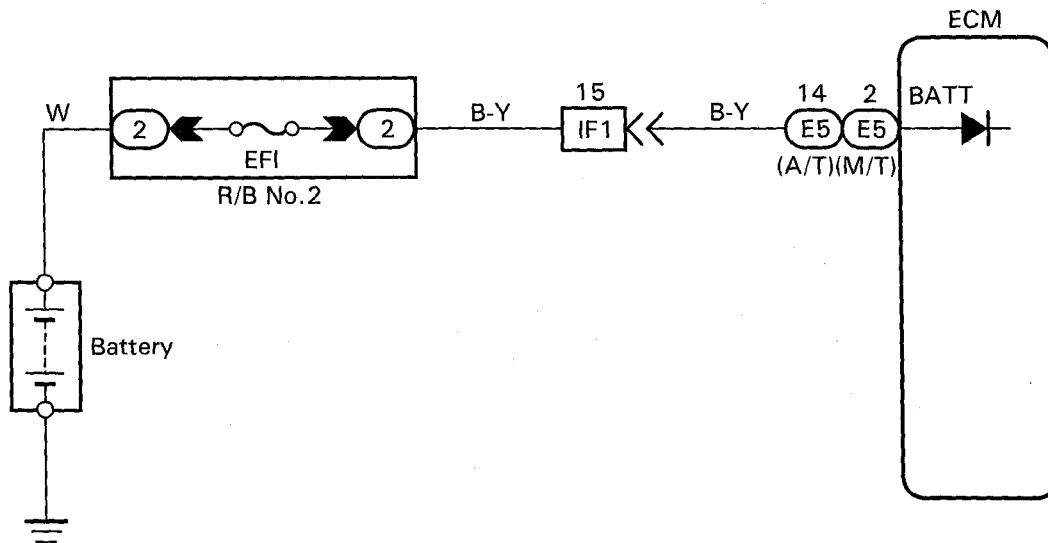 ECM
W
2
EFI
2
R/B No.2
B-Y
15
IF1
B-Y
14 2
E5 E5
(A/T)(M/T)
BATT
Battery